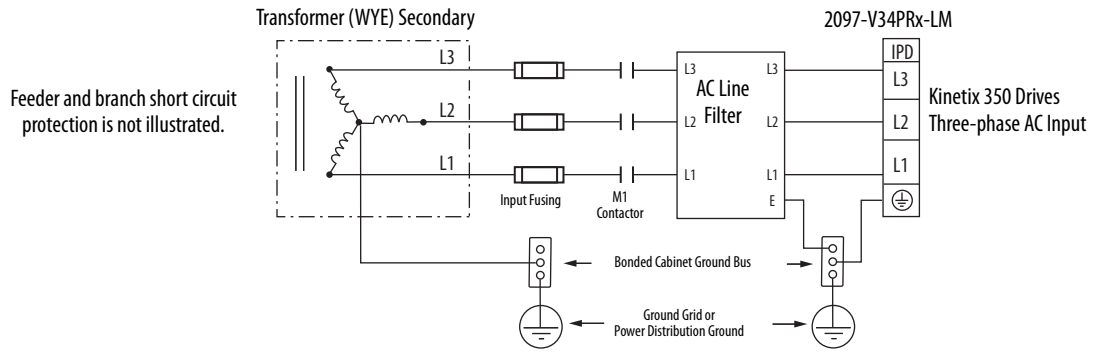 Transformer (WYE) Secondary
2097-V34PRx-LM
IPD
L3
L3
L3
L3
AC Line
Filter
Feeder and branch short circuit
protection is not illustrated.
L2
L2
L2
L2
Kinetix 350 Drives
Three-phase AC Input
L1
L1
L1
L1
Input Fusing
M1
Contactor
E
Bonded Cabinet Ground Bus
Ground Grid or
Power Distribution Ground